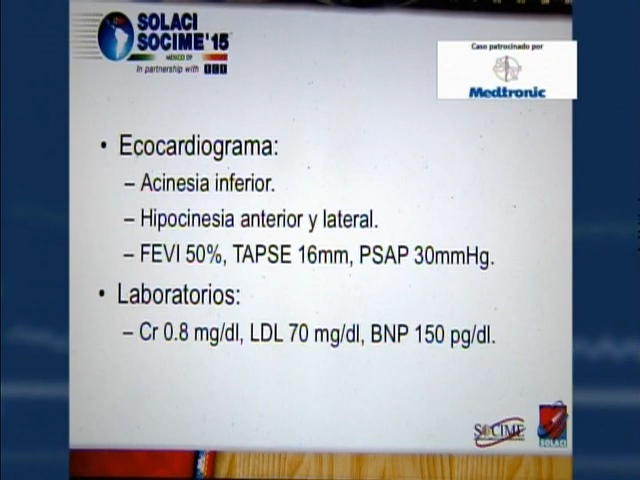 SOLACI
SOCIME'15
MEXICO DF
In partnership with
Caso patrocinado por
Medtronic
• Ecocardiograma:
– Acinesia inferior.
– Hipocinesia anterior y lateral.
– FEVI 50%, TAPSE 16mm, PSAP 30mmHg.
• Laboratorios:
– Cr 0.8 mg/dl, LDL 70 mg/dl, BNP 150 pg/dl.
SOCIME
SOLACI